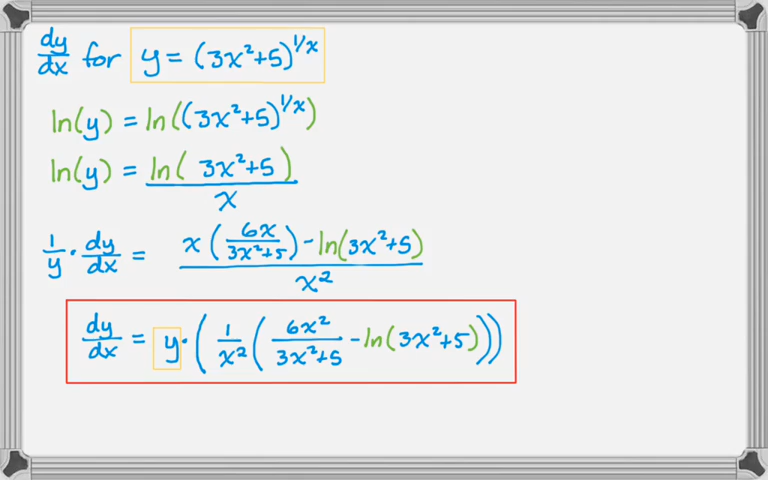 dy/dx for y = (3x²+5)^(1/x)
ln(y) = ln((3x²+5)^(1/x))
ln(y) = ln(3x²+5)/x
1/y · dy/dx = (x(6x/(3x²+5)) - ln(3x²+5))/x²
dy/dx = y · (1/x² (6x²/(3x²+5) - ln(3x²+5)))